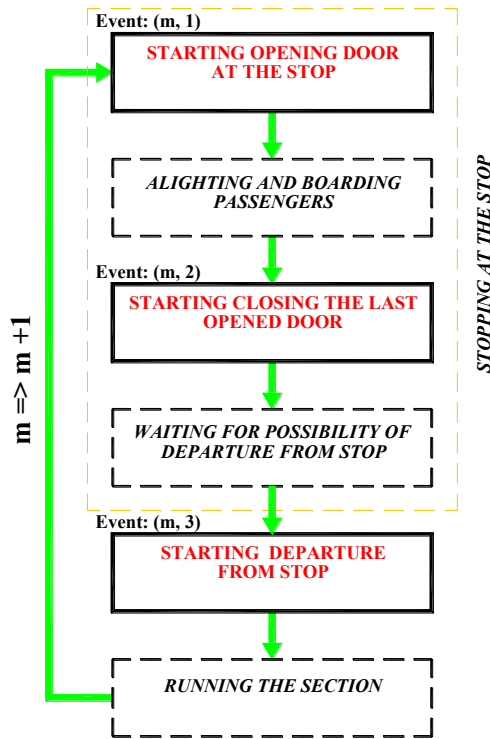 Event: (m, 1)
STARTING OPENING DOOR
AT THE STOP
ALIGHTING AND BOARDING
PASSENGERS
Event: (m, 2)
STARTING CLOSING THE LAST
OPENED DOOR
WAITING FOR POSSIBILITY OF
DEPARTURE FROM STOP
Event: (m, 3)
STARTING DEPARTURE
FROM STOP
RUNNING THE SECTION
m => m +1
STOPPING AT THE STOP